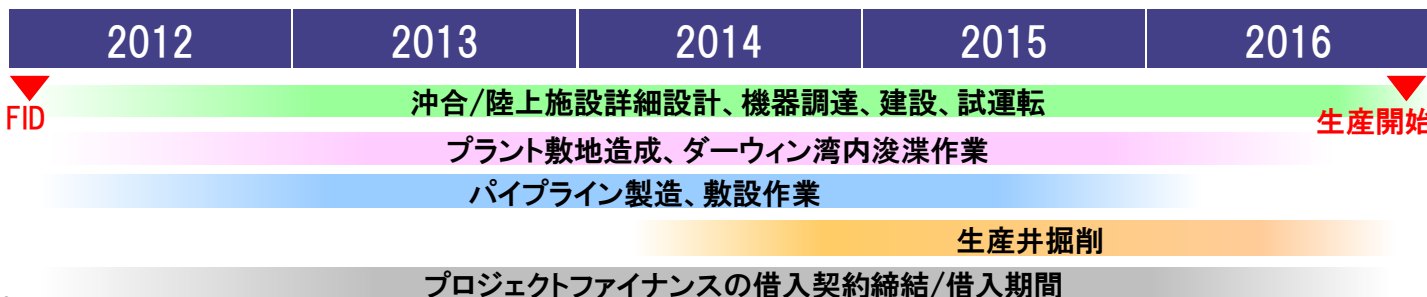 2012 2013 2014 2015 2016
FID
沖合/陸上施設詳細設計、機器調達、建設、試運転
生産開始
プラント敷地造成、ダーウィン湾内浚渫作業
パイプライン製造、敷設作業
生産井掘削
プロジェクトファイナンスの借入契約締結/借入期間